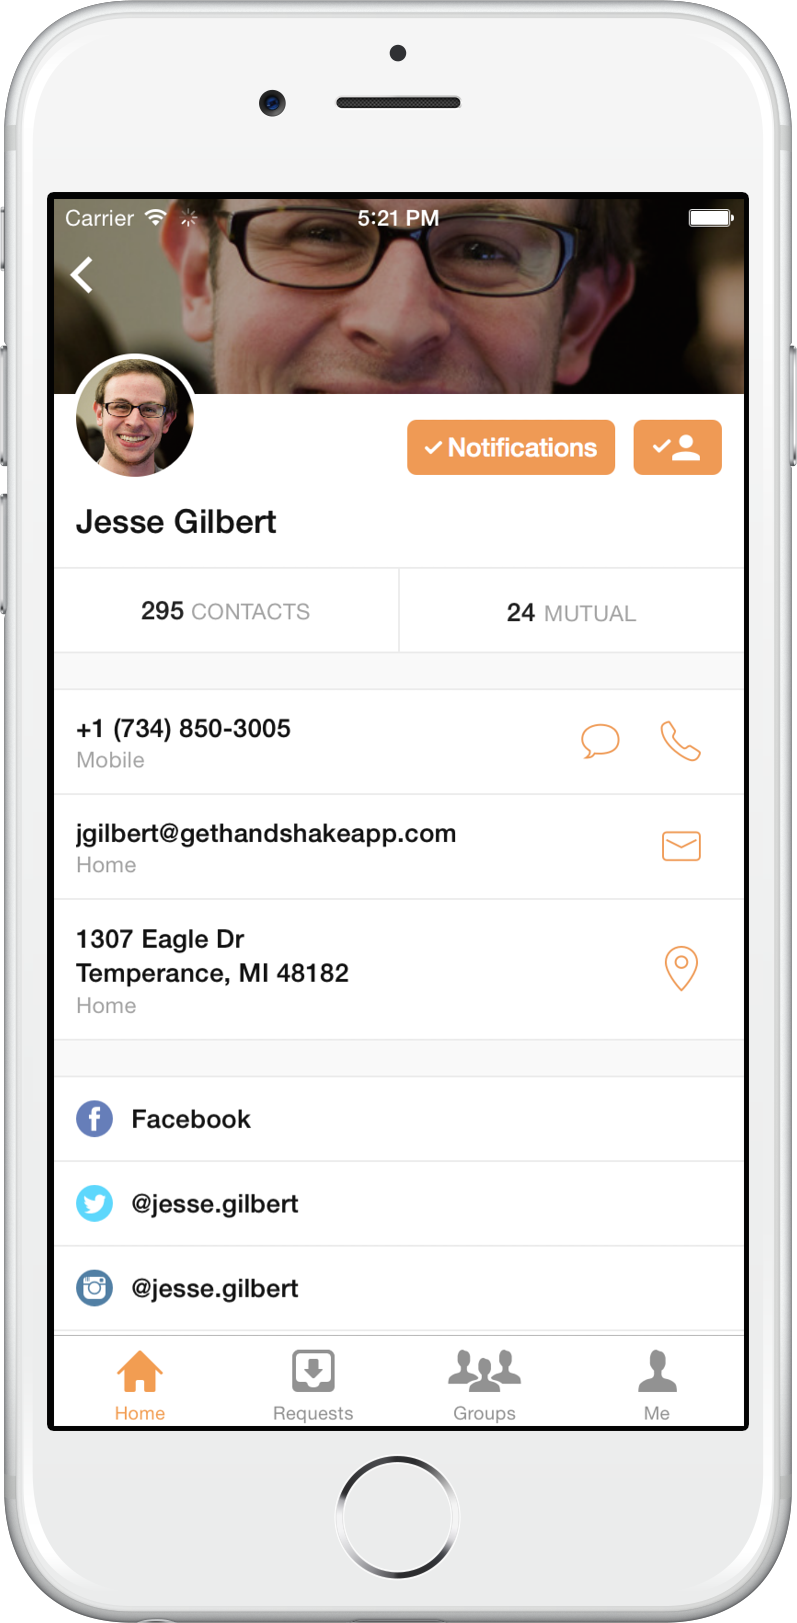 Carrier 5:21 PM
Notifications
Jesse Gilbert
295 CONTACTS 24 MUTUAL
+1 (734) 850-3005
Mobile
jgilbert@gethandshakeapp.com
Home
1307 Eagle Dr
Temperance, MI 48182
Home
Facebook
@jesse.gilbert
@jesse.gilbert
Home Requests Groups Me